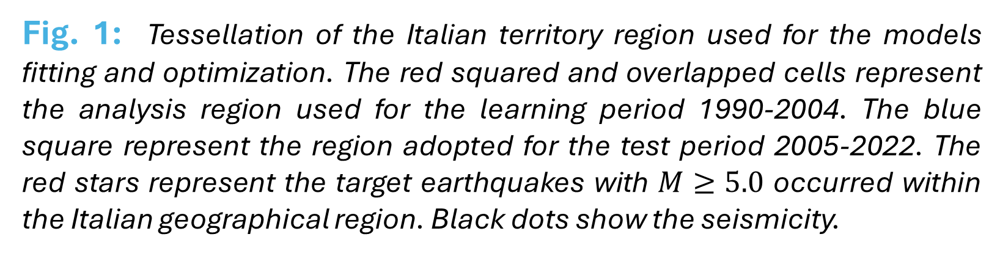 Fig. 1: Tessellation of the Italian territory region used for the models
fitting and optimization. The red squared and overlapped cells represent
the analysis region used for the learning period 1990-2004. The blue
square represent the region adopted for the test period 2005-2022. The
red stars represent the target earthquakes with M ≥ 5.0 occurred within
the Italian geographical region. Black dots show the seismicity.